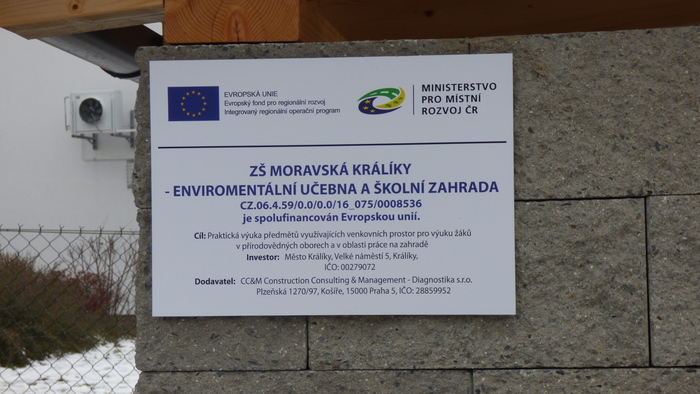 EVROPSKÁ UNIE
Evropský fond pro regionální rozvoj
Integrovaný regionální operační program
MINISTERSTVO
PRO MÍSTNÍ
ROZVOJ ČR
ZŠ MORAVSKÁ KRÁLÍKY
- ENVIROMENTÁLNÍ UČEBNA A ŠKOLNÍ ZAHRADA
CZ.06.4.59/0.0/0.0/16_075/0008536
je spolufinancován Evropskou unií.
Cíl: Praktická výuka předmětů využívajících venkovních prostor pro výuku žáků
v přírodovědných oborech a v oblasti práce na zahradě
Investor: Město Králíky, Velké náměstí 5, Králíky,
IČO: 00279072
Dodavatel: CC&M Construction Consulting & Management - Diagnostika s.r.o.
Plzeňská 1270/97, Košíře, 15000 Praha 5, IČO: 28859952